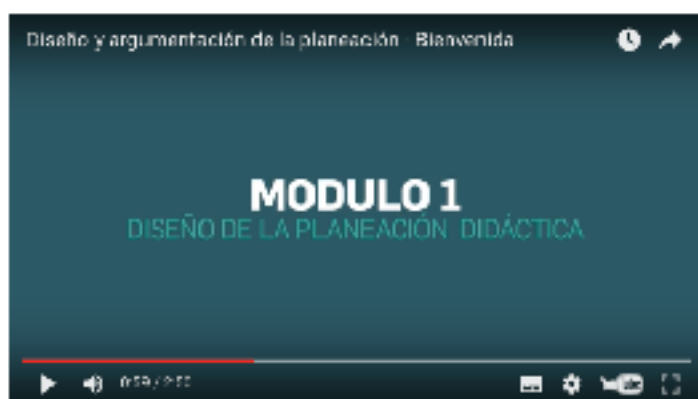 Diseño y argumentación de la planeación - Bienvenida
MODULO 1
DISEÑO DE LA PLANEACIÓN DIDÁCTICA